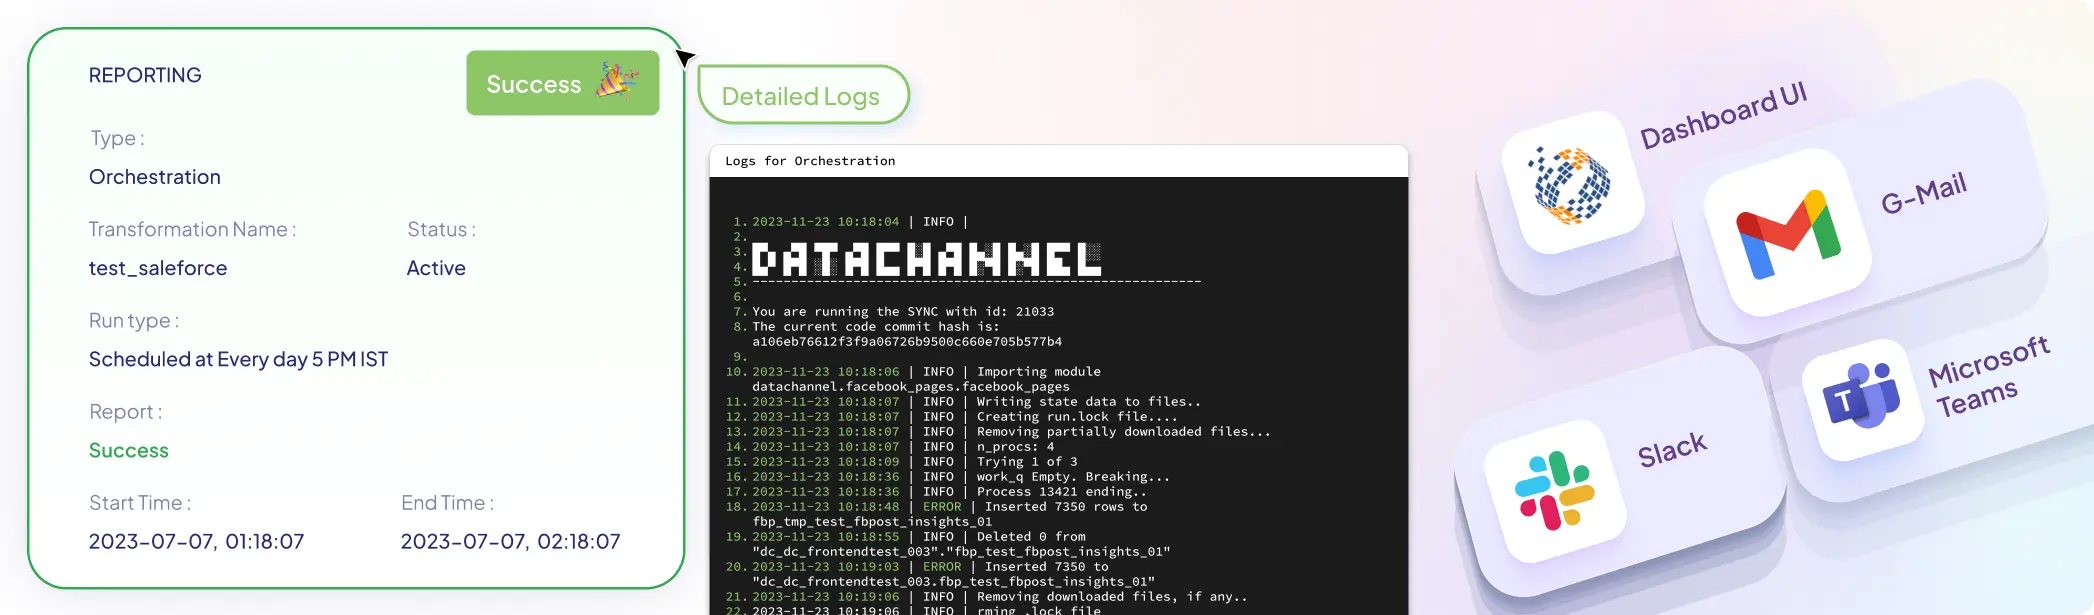 REPORTING
Success
Type :
Orchestration
Transformation Name :
Status :
test_saleforce
Active
Run type :
Scheduled at Every day 5 PM IST
Report :
Success
Start Time :
End Time :
2023-07-07, 01:18:07
2023-07-07, 02:18:07
Detailed Logs
Logs for Orchestration
1. 2023-11-23 10:18:04 | INFO |
2.
3.
4.
DATACHANNEL
5. ----------------------------------------------------------
6.
7. You are running the SYNC with id: 21033
8. The current code commit hash is:
a106eb76612f3f9a06726b9500c660e705b577b4
9.
10. 2023-11-23 10:18:06 | INFO | Importing module
datachannel.facebook_pages.facebook_pages
11. 2023-11-23 10:18:07 | INFO | Writing state data to files..
12. 2023-11-23 10:18:07 | INFO | Creating run.lock file....
13. 2023-11-23 10:18:07 | INFO | Removing partially downloaded files...
14. 2023-11-23 10:18:07 | INFO | n_procs: 4
15. 2023-11-23 10:18:09 | INFO | Trying 1 of 3
16. 2023-11-23 10:18:36 | INFO | work_q Empty. Breaking...
17. 2023-11-23 10:18:36 | INFO | Process 13421 ending..
18. 2023-11-23 10:18:48 | ERROR | Inserted 7350 rows to
fbp_tmp_test_fbpost_insights_01
19. 2023-11-23 10:18:55 | INFO | Deleted 0 from
"dc_dc_frontendtest_003"."fbp_test_fbpost_insights_01"
20. 2023-11-23 10:19:03 | ERROR | Inserted 7350 to
"dc_dc_frontendtest_003.fbp_test_fbpost_insights_01"
21. 2023-11-23 10:19:06 | INFO | Removing downloaded files, if any..
22. 2023-11-23 10:19:06 | INFO | rming .lock file
Dashboard UI
G-Mail
Microsoft
Teams
T
Slack